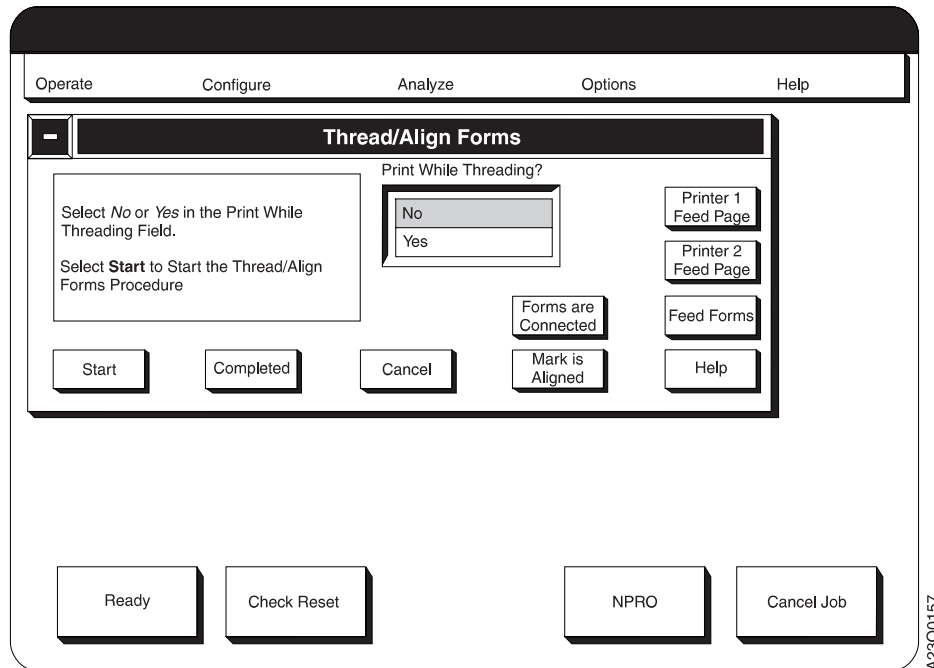 Operate Configure Analyze Options Help
Thread/Align Forms
Select No or Yes in the Print While
Threading Field.
Select Start to Start the Thread/Align
Forms Procedure
Print While Threading?
No
Yes
Printer 1
Feed Page
Printer 2
Feed Page
Forms are
Connected
Feed Forms
Start
Completed
Cancel
Mark is
Aligned
Help
Ready
Check Reset
NPRO
Cancel Job
A23O0157